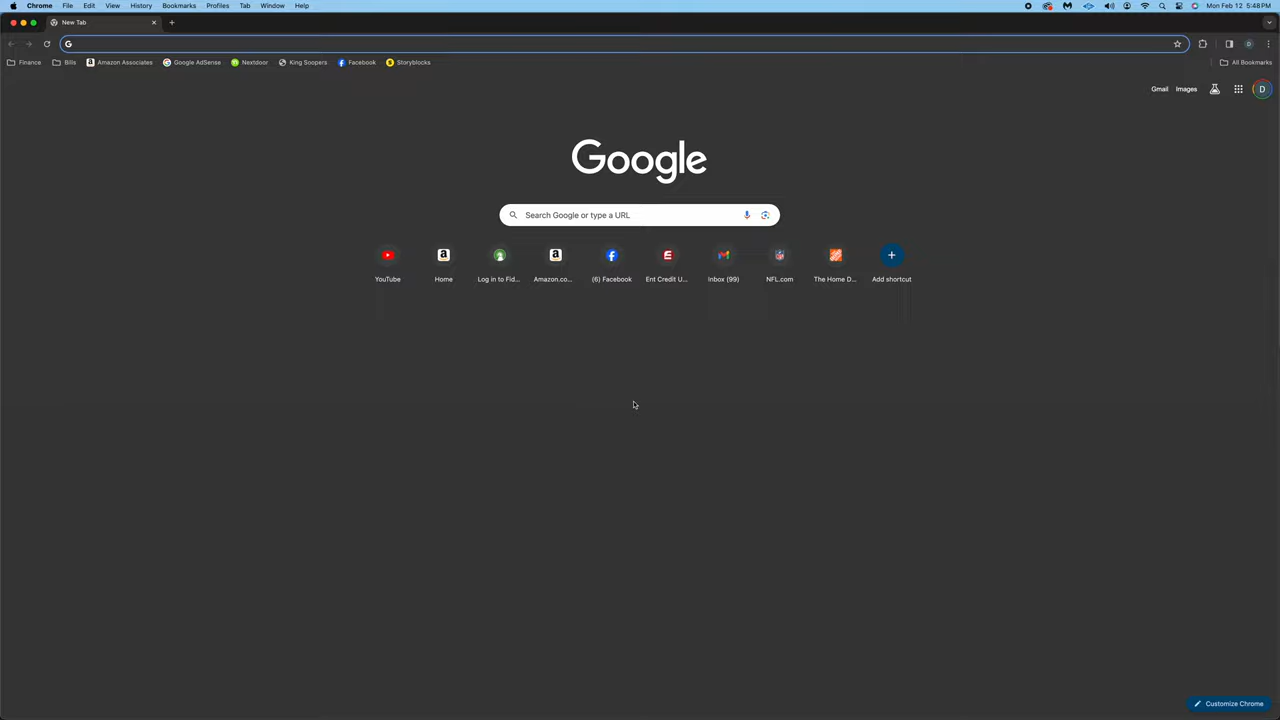 Chrome File Edit View History Bookmarks Profiles Tab Window Help Mon Feb 12 5:48 PM
New Tab
Finance Bills Amazon Associates Google AdSense Nextdoor King Soopers Facebook Storyblocks All Bookmarks
Gmail Images D
Google
Search Google or type a URL
YouTube Home Log in to Fid... Amazon.co... (6) Facebook Ent Credit U... Inbox (99) NFL.com The Home D... Add shortcut
Customize Chrome